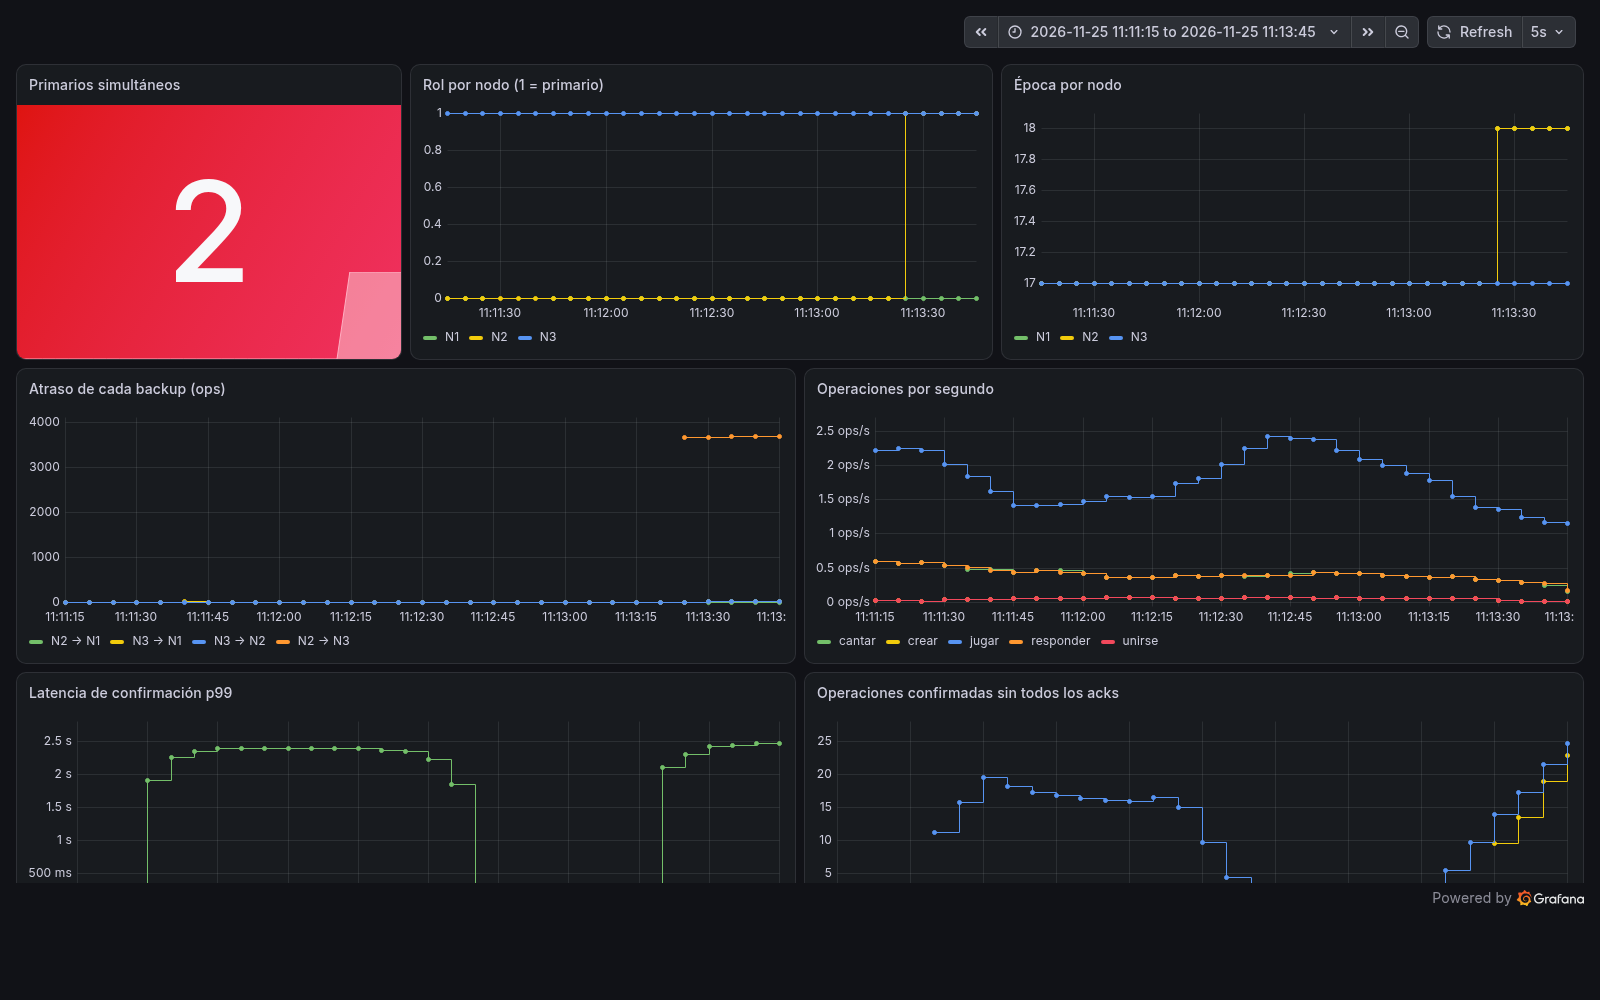 2026-11-25 11:11:15 to 2026-11-25 11:13:45
Refresh
5s
Primarios simultáneos
2
Rol por nodo (1 = primario)
1
0.8
0.6
0.4
0.2
0
11:11:30 11:12:00 11:12:30 11:13:00 11:13:30
N1 N2 N3
Época por nodo
18
17.8
17.6
17.4
17.2
17
11:11:30 11:12:00 11:12:30 11:13:00 11:13:30
N1 N2 N3
Atraso de cada backup (ops)
4000
3000
2000
1000
0
11:11:15 11:11:30 11:11:45 11:12:00 11:12:15 11:12:30 11:12:45 11:13:00 11:13:15 11:13:30 11:13:
N2 → N1 N3 → N1 N3 → N2 N2 → N3
Operaciones por segundo
2.5 ops/s
2 ops/s
1.5 ops/s
1 ops/s
0.5 ops/s
0 ops/s
11:11:15 11:11:30 11:11:45 11:12:00 11:12:15 11:12:30 11:12:45 11:13:00 11:13:15 11:13:30 11:13:
cantar crear jugar responder unirse
Latencia de confirmación p99
2.5 s
2 s
1.5 s
1 s
500 ms
Operaciones confirmadas sin todos los acks
25
20
15
10
5
Powered by Grafana